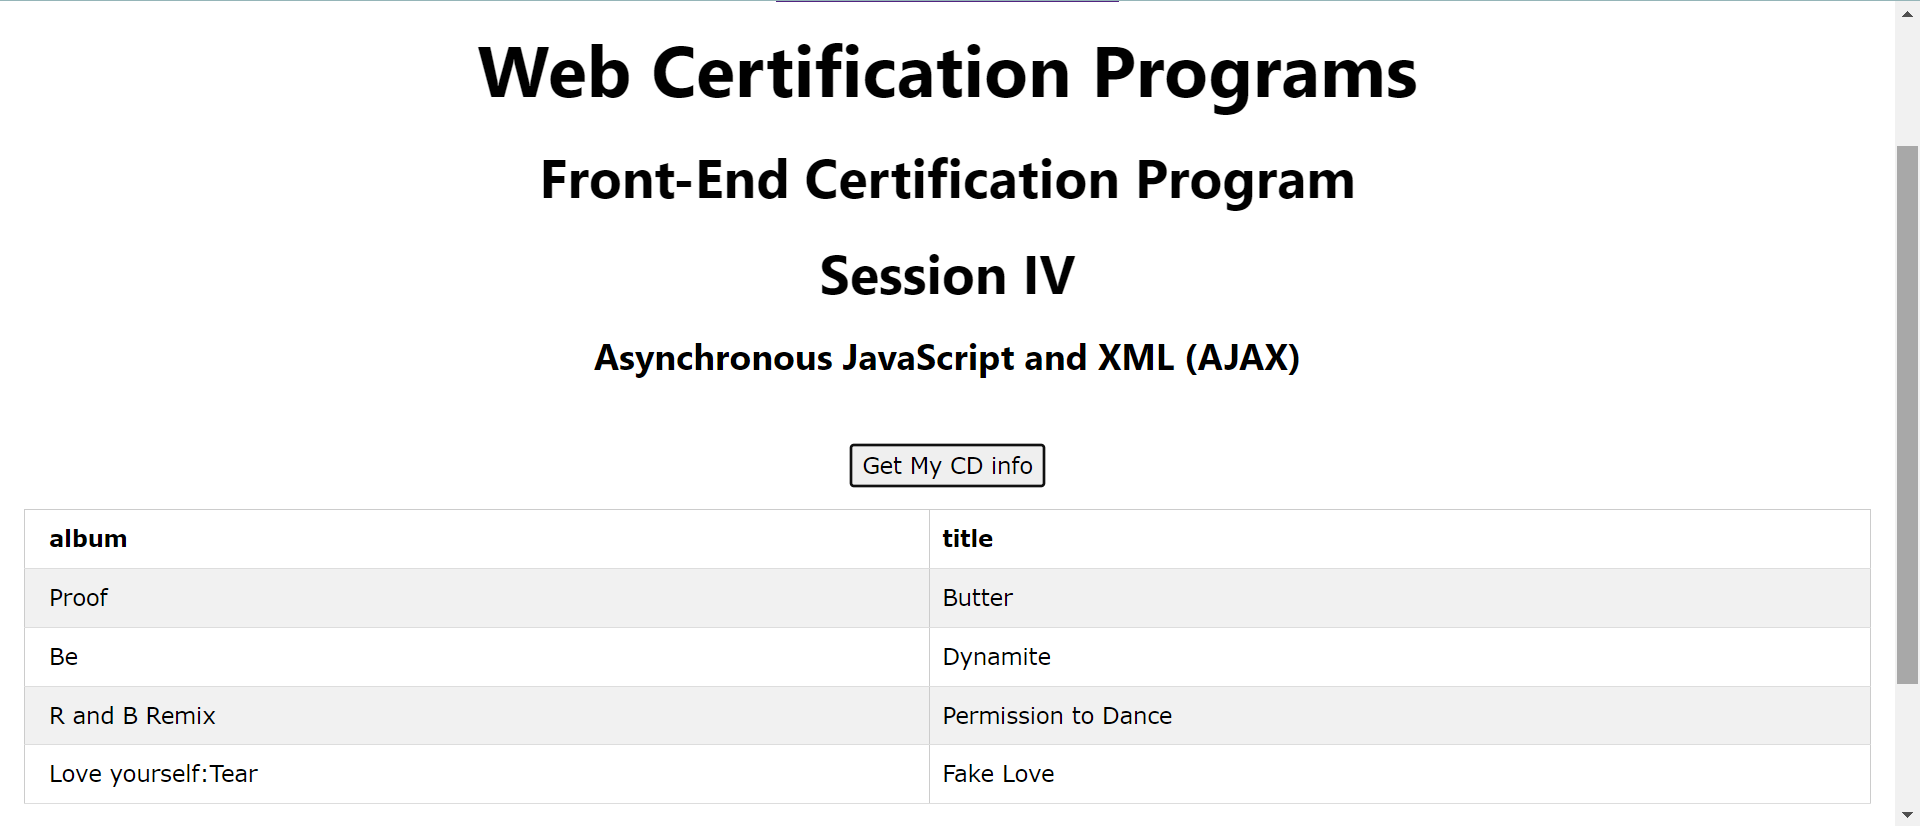 Web Certification Programs
Front-End Certification Program
Session IV
Asynchronous JavaScript and XML (AJAX)
Get My CD info
album title
Proof Butter
Be Dynamite
R and B Remix Permission to Dance
Love yourself:Tear Fake Love